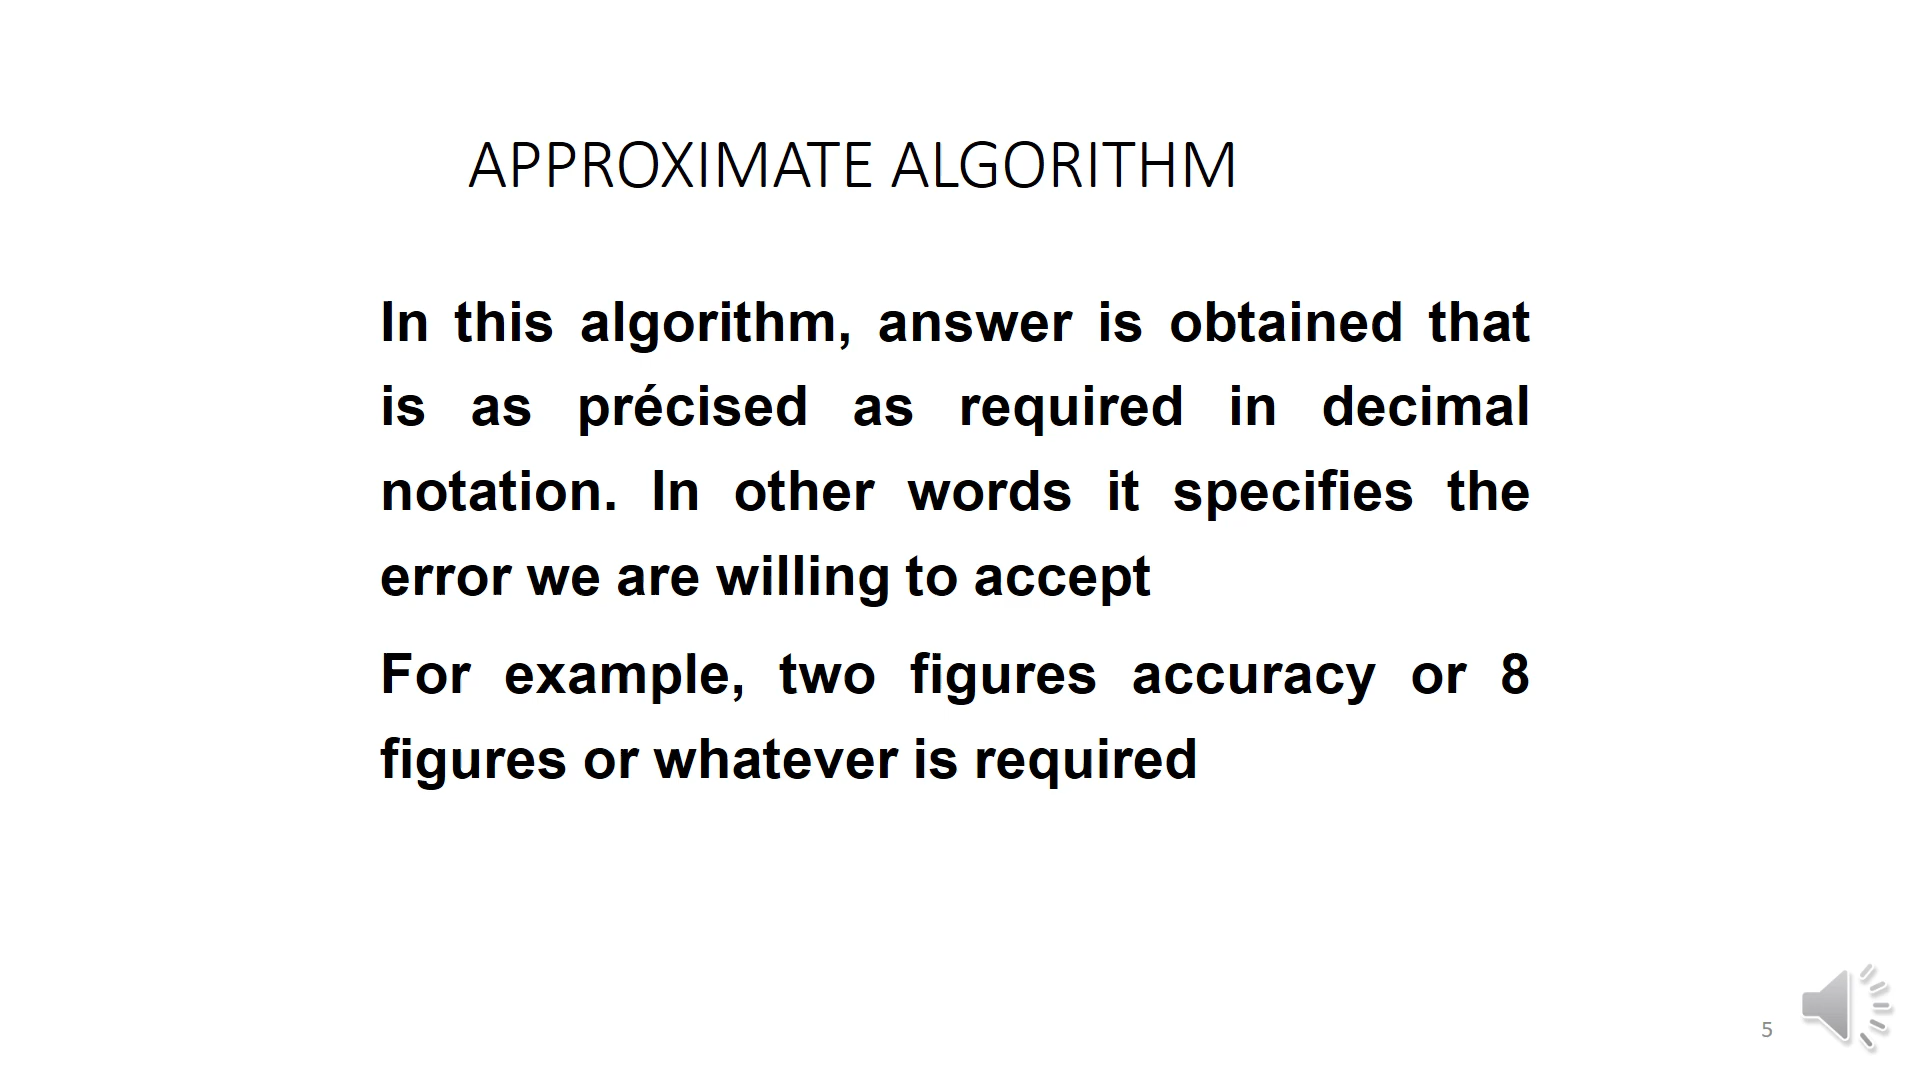 APPROXIMATE ALGORITHM
In this algorithm, answer is obtained that
is as précised as required in decimal
notation. In other words it specifies the
error we are willing to accept
For example, two figures accuracy or 8
figures or whatever is required
5